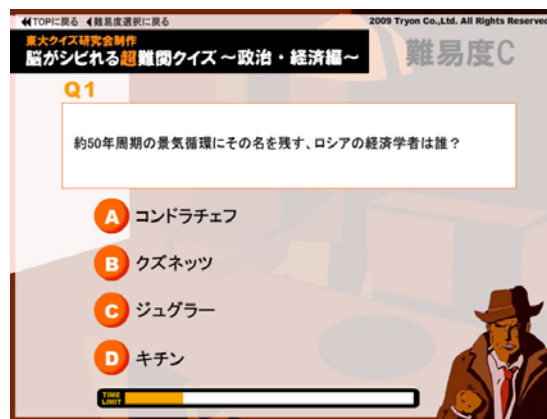 ◀◀TOPに戻る ◀難易度選択に戻る
2009 Tryon Co.,Ltd. All Rights Reserved
東大クイズ研究会制作
脳がシビれる超難問クイズ ～政治・経済編～
難易度C
Q1
約50年周期の景気循環にその名を残す、ロシアの経済学者は誰？
A コンドラチェフ
B クズネッツ
C ジュグラー
D キチン
TIME
LIMIT